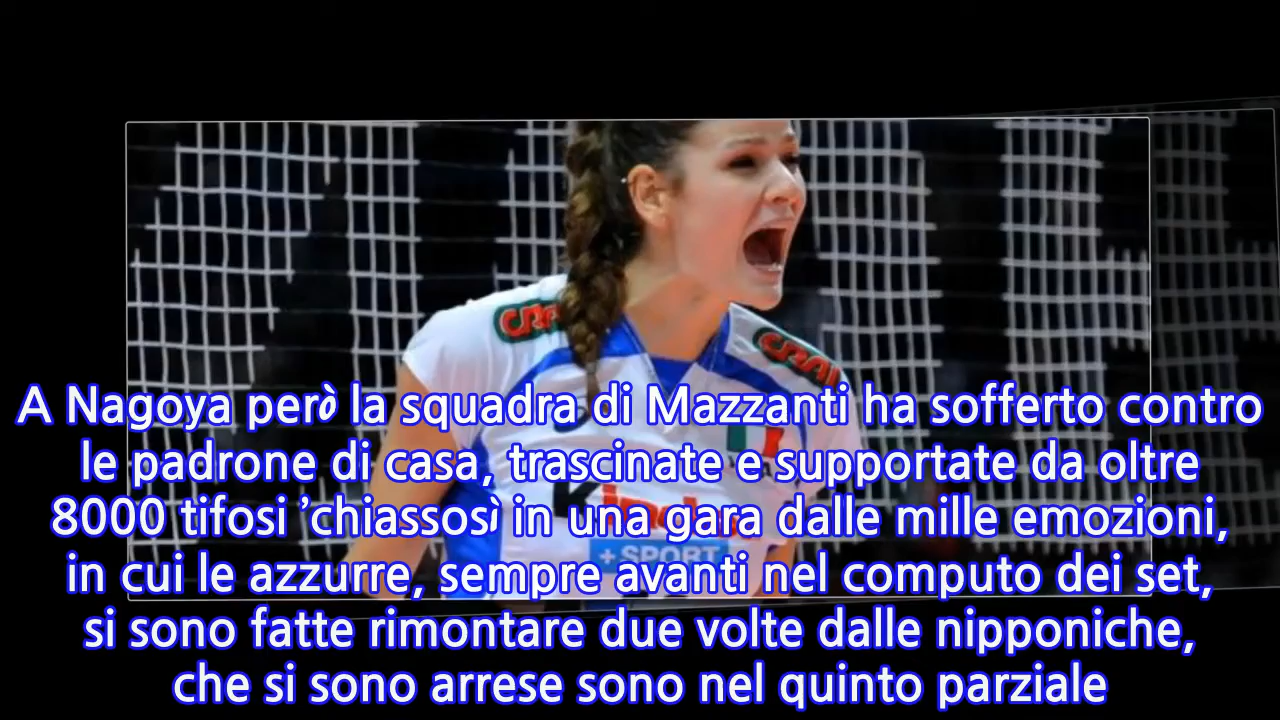 A Nagoya però la squadra di Mazzanti ha sofferto contro
le padrone di casa, trascinate e supportate da oltre
8000 tifosi ’chiassosì in una gara dalle mille emozioni,
in cui le azzurre, sempre avanti nel computo dei set,
si sono fatte rimontare due volte dalle nipponiche,
che si sono arrese sono nel quinto parziale
+ SPORT